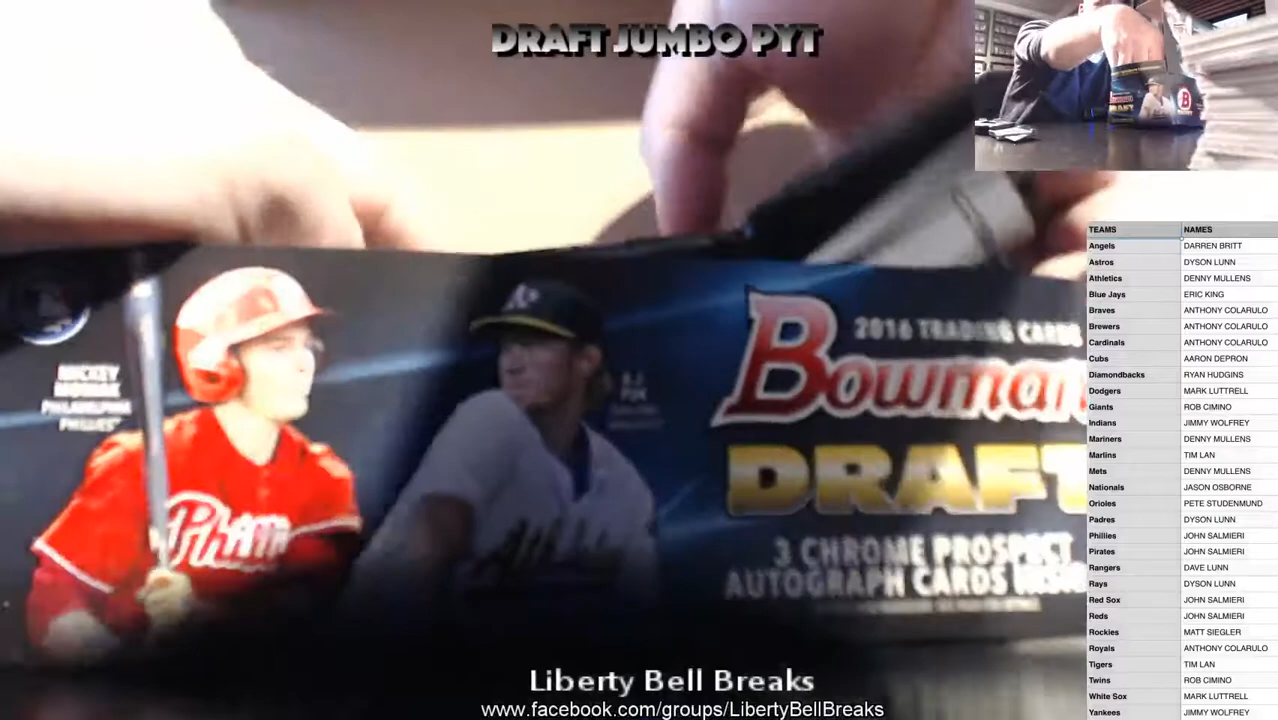 DRAFT JUMBO PYT
2016 TRADING CARDS
Bowman
DRAFT
3 CHROME PROSPECT
AUTOGRAPH CARDS
MICKEY
MONIAK
PHILADELPHIA
PHILLIES
A's
A.J.
PUK
Phillies
Bowman
DRAFT
B
TEAMS NAMES
Angels DARREN BRITT
Astros DYSON LUNN
Athletics DENNY MULLENS
Blue Jays ERIC KING
Braves ANTHONY COLARULO
Brewers ANTHONY COLARULO
Cardinals ANTHONY COLARULO
Cubs AARON DEPRON
Diamondbacks RYAN HUDGINS
Dodgers MARK LUTTRELL
Giants ROB CIMINO
Indians JIMMY WOLFREY
Mariners DENNY MULLENS
Marlins TIM LAN
Mets DENNY MULLENS
Nationals JASON OSBORNE
Orioles PETE STUDENMUND
Padres DYSON LUNN
Phillies JOHN SALMIERI
Pirates JOHN SALMIERI
Rangers DAVE LUNN
Rays DYSON LUNN
Red Sox JOHN SALMIERI
Reds JOHN SALMIERI
Rockies MATT SIEGLER
Royals ANTHONY COLARULO
Tigers TIM LAN
Twins ROB CIMINO
White Sox MARK LUTTRELL
Yankees JIMMY WOLFREY
Liberty Bell Breaks
www.facebook.com/groups/LibertyBellBreaks